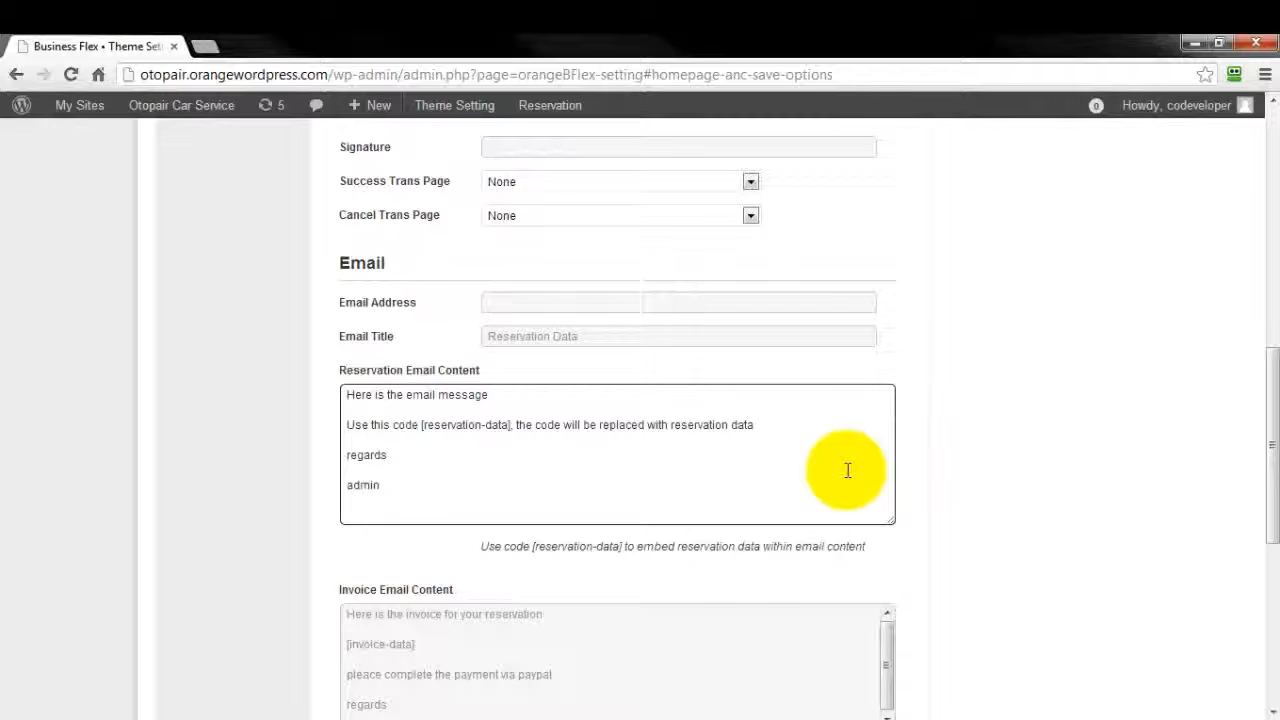 Business Flex • Theme Set
otopair.orangewordpress.com/wp-admin/admin.php?page=orangesFlex-setting#homepage-anc-save-options
My Sites Otopair Car Service 5 New Theme Setting Reservation 0 Howdy, codeveloper
Signature
Success Trans Page None
Cancel Trans Page None
Email
Email Address
Email Title Reservation Data
Reservation Email Content
Here is the email message
Use this code [reservation-data], the code will be replaced with reservation data
regards
admin
Use code [reservation-data] to embed reservation data within email content
Invoice Email Content
Here is the invoice for your reservation
[invoice-data]
pleace complete the payment via paypal
regards